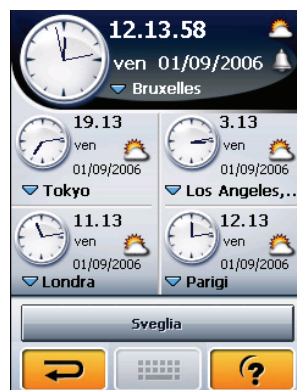 12.13.58
ven 01/09/2006
Bruxelles
19.13
ven
01/09/2006
Tokyo
3.13
ven
01/09/2006
Los Angeles,..
11.13
ven
01/09/2006
Londra
12.13
ven
01/09/2006
Parigi
Sveglia
?